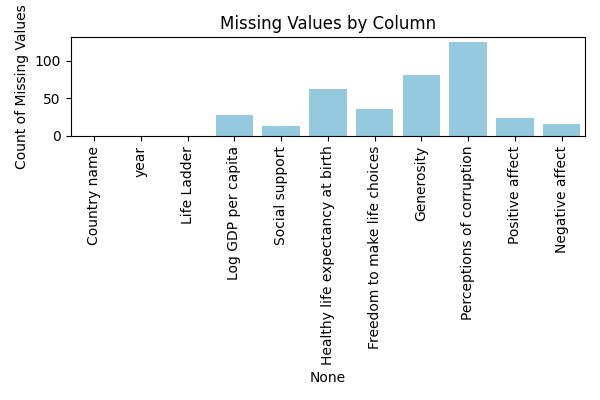 Missing Values by Column
Count of Missing Values
100
50
0
Country name
year
Life Ladder
Log GDP per capita
Social support
Healthy life expectancy at birth
Freedom to make life choices
Generosity
Perceptions of corruption
Positive affect
Negative affect
None